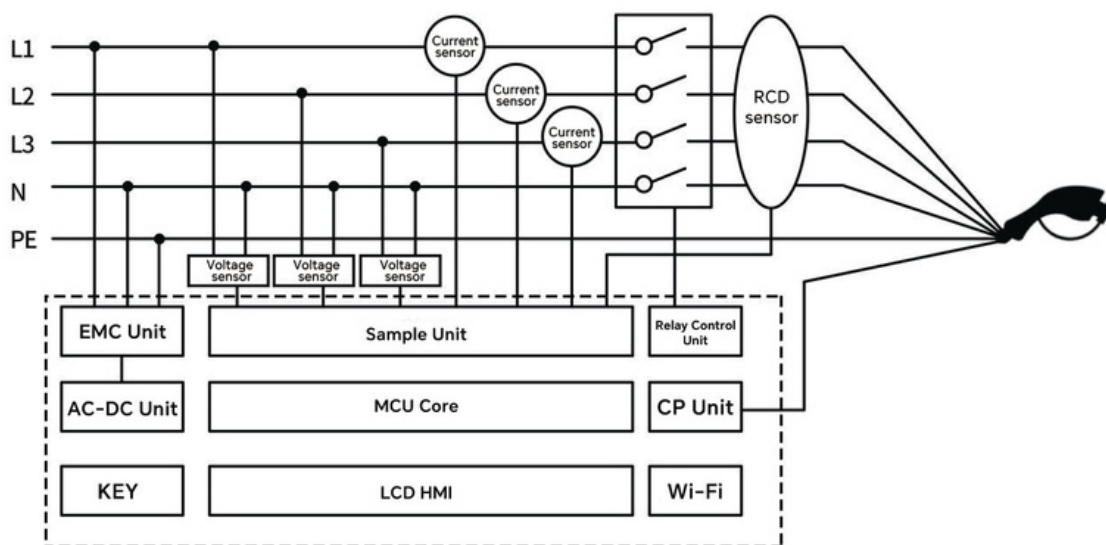 L1
Current
sensor
L2
Current
sensor
RCD
sensor
L3
Current
sensor
N
PE
Voltage
sensor
Voltage
sensor
Voltage
sensor
EMC Unit
Sample Unit
Relay Control
Unit
AC-DC Unit
MCU Core
CP Unit
KEY
LCD HMI
Wi-Fi